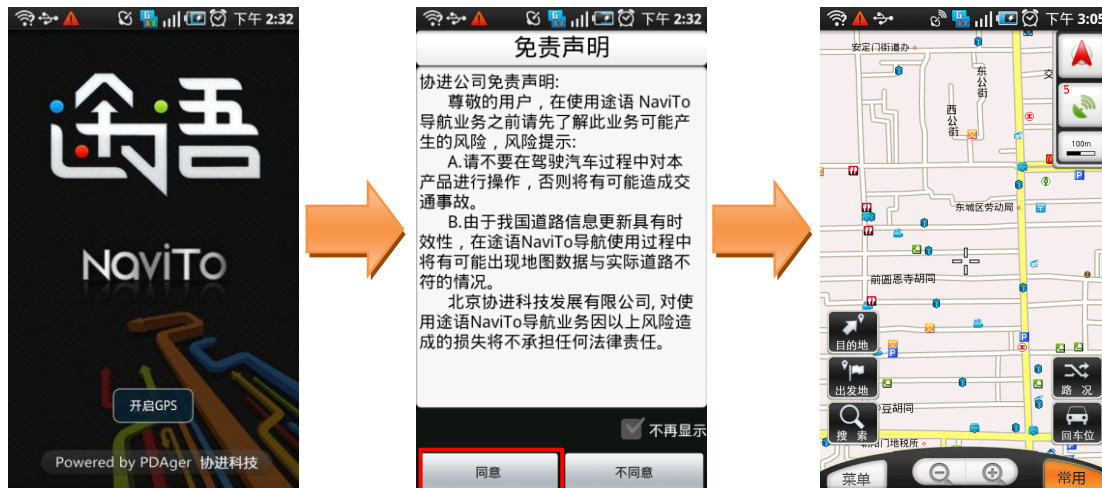 下午 2:32
途语
NaviTo
开启GPS
Powered by PDAger 协进科技
下午 2:32
免责声明
协进公司免责声明:
尊敬的用户，在使用途语 NaviTo
导航业务之前请先了解此业务可能产
生的风险，风险提示:
A.请不要在驾驶汽车过程中对本
产品进行操作，否则将有可能造成交
通事故。
B.由于我国道路信息更新具有时
效性，在途语NaviTo导航使用过程中
将有可能出现地图数据与实际道路不
符的情况。
北京协进科技发展有限公司, 对使
用途语NaviTo导航业务因以上风险造
成的损失将不承担任何法律责任。
不再显示
同意
不同意
下午 3:05
安定门街道办
东公街
交
西公街
5
100m
东城区劳动局
前圆恩寺胡同
目的地
出发地
路况
豆胡同
搜索
回车位
门地税所
菜单
常用